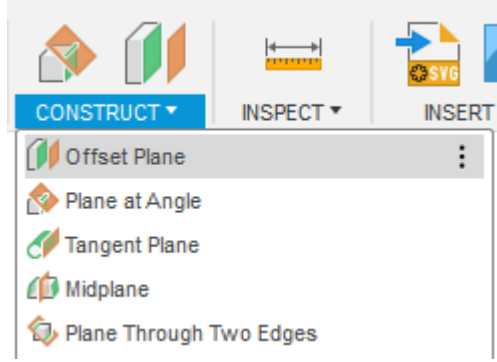 SVG
CONSTRUCT ▾ INSPECT ▾ INSERT
Offset Plane
Plane at Angle
Tangent Plane
Midplane
Plane Through Two Edges